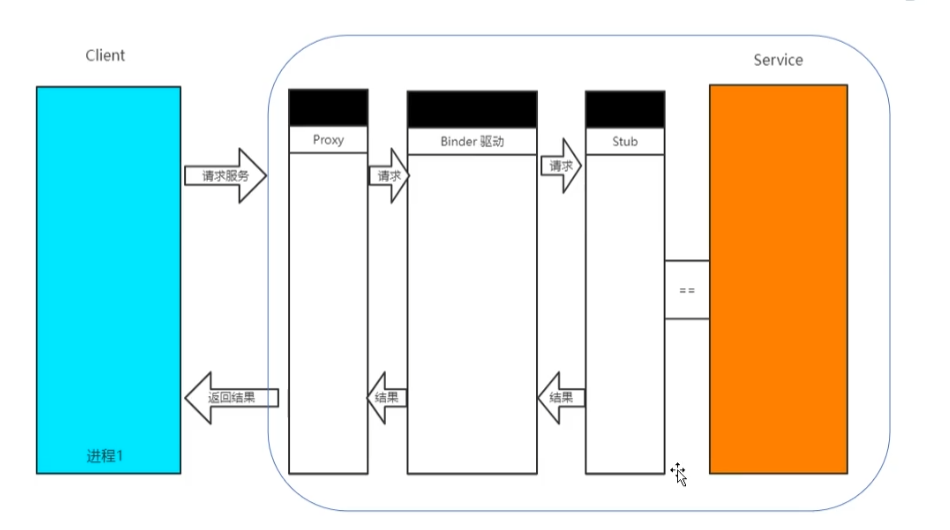 Client
Service
Proxy
Binder 驱动
Stub
请求服务
请求
请求
==
返回结果
结果
结果
进程1